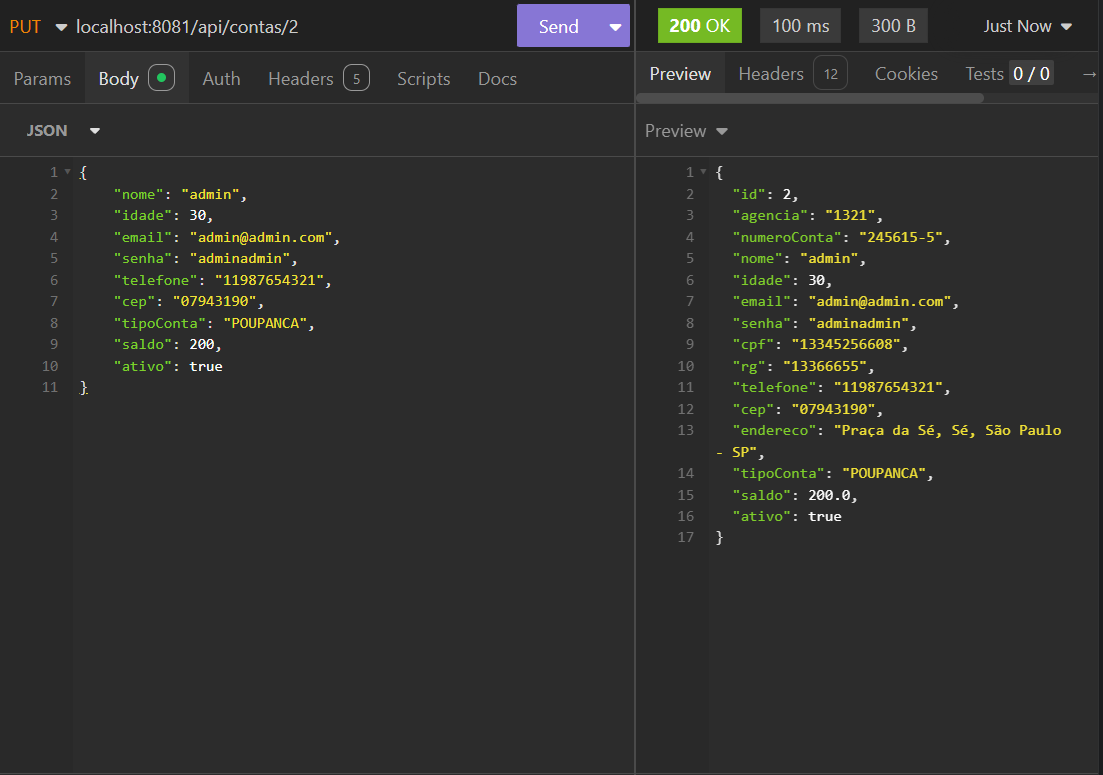 PUT localhost:8081/api/contas/2 Send
Params Body Auth Headers 5 Scripts Docs
JSON
1 {
2 "nome": "admin",
3 "idade": 30,
4 "email": "admin@admin.com",
5 "senha": "adminadmin",
6 "telefone": "11987654321",
7 "cep": "07943190",
8 "tipoConta": "POUPANCA",
9 "saldo": 200,
10 "ativo": true
11 }
200 OK 100 ms 300 B Just Now
Preview Headers 12 Cookies Tests 0 / 0 →
Preview
1 {
2 "id": 2,
3 "agencia": "1321",
4 "numeroConta": "245615-5",
5 "nome": "admin",
6 "idade": 30,
7 "email": "admin@admin.com",
8 "senha": "adminadmin",
9 "cpf": "13345256608",
10 "rg": "13366655",
11 "telefone": "11987654321",
12 "cep": "07943190",
13 "endereco": "Praça da Sé, Sé, São Paulo
- SP",
14 "tipoConta": "POUPANCA",
15 "saldo": 200.0,
16 "ativo": true
17 }